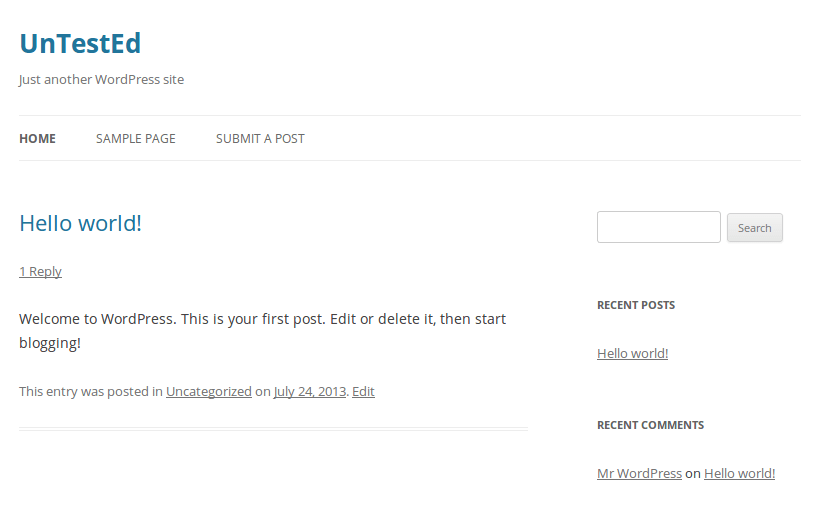 UnTestEd
Just another WordPress site
HOME
SAMPLE PAGE
SUBMIT A POST
Hello world!
1 Reply
Welcome to WordPress. This is your first post. Edit or delete it, then start
blogging!
This entry was posted in Uncategorized on July 24, 2013. Edit
Search
RECENT POSTS
Hello world!
RECENT COMMENTS
Mr WordPress on Hello world!